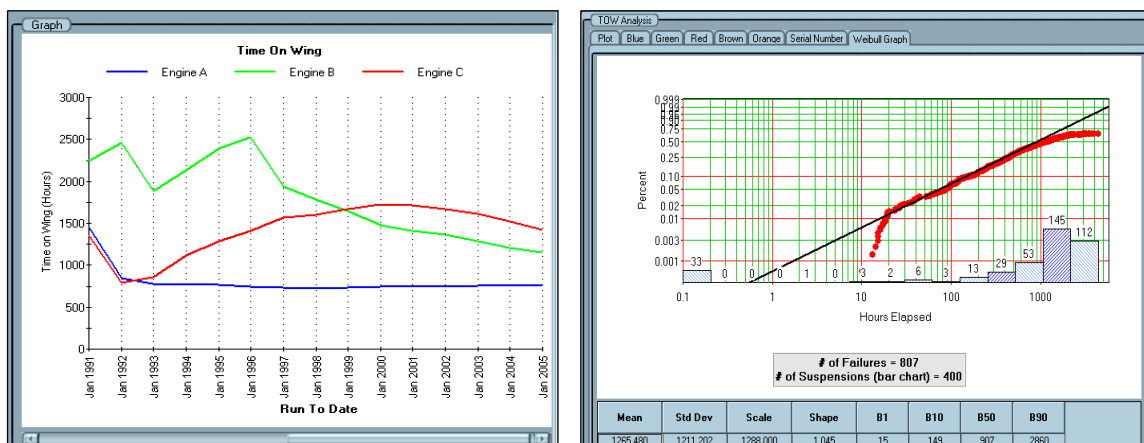 Graph
Time On Wing
Engine A Engine B Engine C
3000
2500
2000
1500
1000
500
0
Time on Wing (Hours)
Jan 1991
Jan 1992
Jan 1993
Jan 1994
Jan 1995
Jan 1996
Jan 1997
Jan 1998
Jan 1999
Jan 2000
Jan 2001
Jan 2002
Jan 2003
Jan 2004
Jan 2005
Run To Date
TOW Analysis
Plot Blue Green Red Brown Orange Serial Number Weibull Graph
0.999
0.99
0.90
0.75
0.50
0.25
0.10
0.05
0.02
0.01
0.003
0.001
Percent
33 0 0 0 1 0 3 2 6 3 13 29 53 145 112
0.1 1 10 100 1000
Hours Elapsed
# of Failures = 807
# of Suspensions (bar chart) = 400
Mean Std Dev Scale Shape B1 B10 B50 B90
1265.480 1211.202 1288.000 1.045 15 149 907 2860